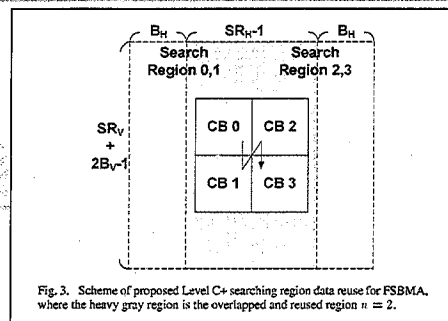 B_H SR_H-1 B_H
Search Region 0,1
Search Region 2,3
SR_V + 2B_V-1
CB 0 CB 2
CB 1 CB 3
Fig. 3. Scheme of proposed Level C+ searching region data reuse for FSBMA,
where the heavy gray region is the overlapped and reused region n = 2.